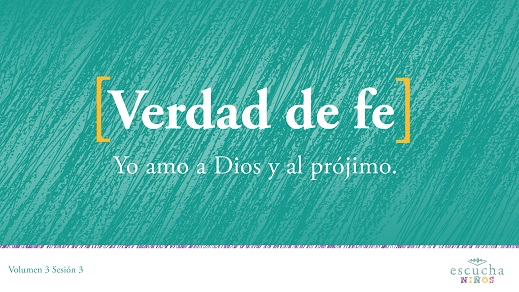 [Verdad de fe]
Yo amo a Dios y al prójimo.
Volumen 3 Sesión 3
escucha
NIÑOS